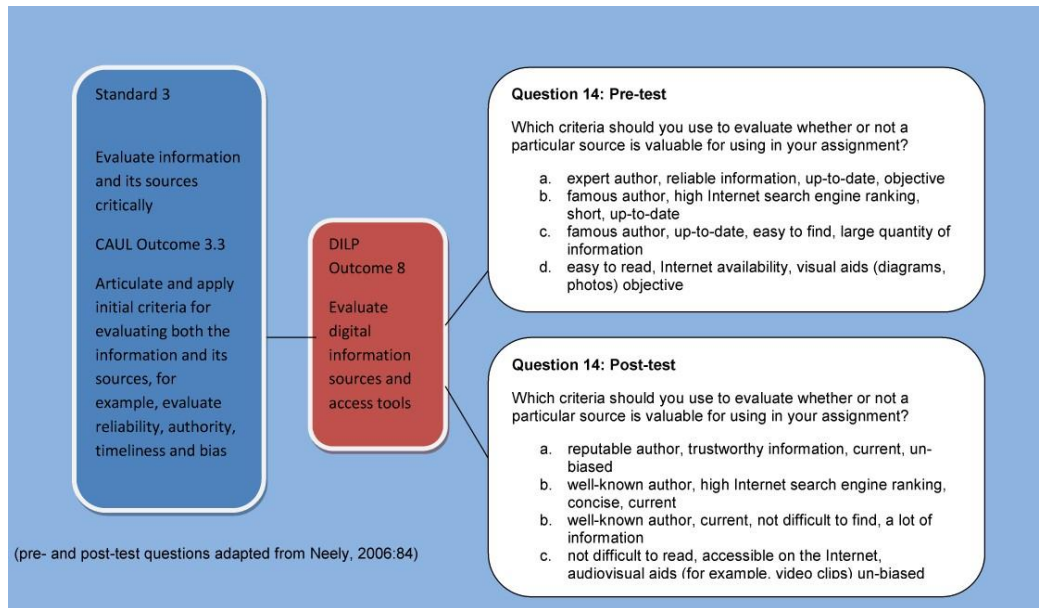 Standard 3
Evaluate information
and its sources
critically
CAUL Outcome 3.3
Articulate and apply
initial criteria for
evaluating both the
information and its
sources, for
example, evaluate
reliability, authority,
timeliness and bias
DILP
Outcome 8
Evaluate
digital
information
sources and
access tools
Question 14: Pre-test
Which criteria should you use to evaluate whether or not a
particular source is valuable for using in your assignment?
a. expert author, reliable information, up-to-date, objective
b. famous author, high Internet search engine ranking,
short, up-to-date
c. famous author, up-to-date, easy to find, large quantity of
information
d. easy to read, Internet availability, visual aids (diagrams,
photos) objective
Question 14: Post-test
Which criteria should you use to evaluate whether or not a
particular source is valuable for using in your assignment?
a. reputable author, trustworthy information, current, un-
biased
b. well-known author, high Internet search engine ranking,
concise, current
b. well-known author, current, not difficult to find, a lot of
information
c. not difficult to read, accessible on the Internet,
audiovisual aids (for example, video clips) un-biased
(pre- and post-test questions adapted from Neely, 2006:84)